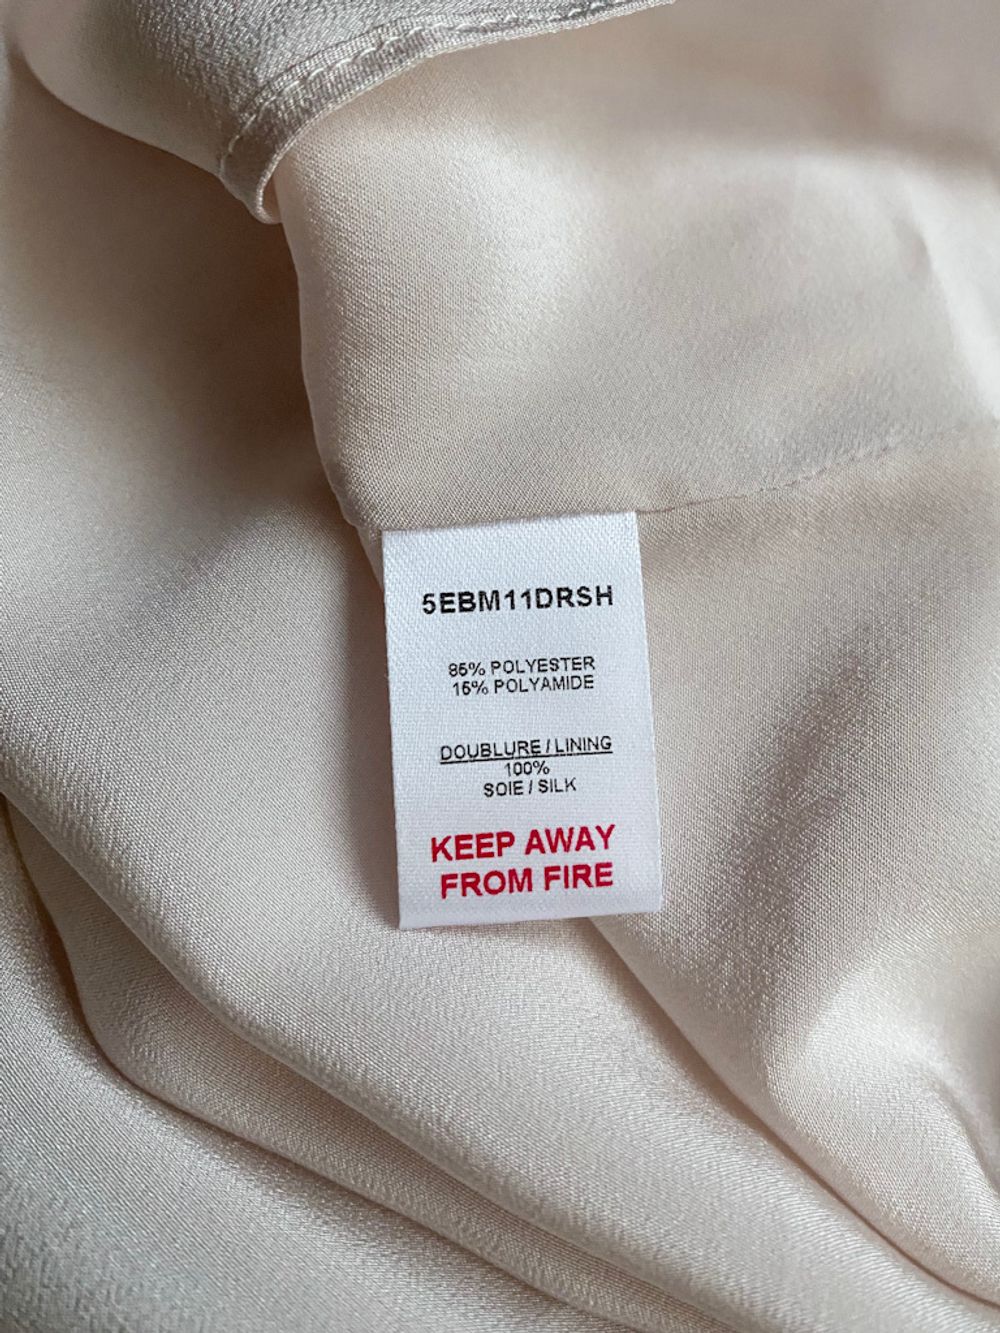 5EBM11DRSH
85% POLYESTER
15% POLYAMIDE
DOUBLURE / LINING
100%
SOIE / SILK
KEEP AWAY
FROM FIRE